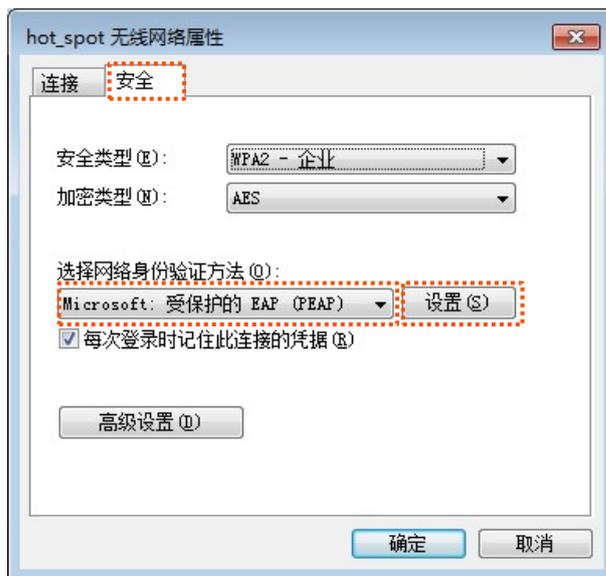 hot_spot 无线网络属性
连接 安全
安全类型(E): WPA2 - 企业
加密类型(N): AES
选择网络身份验证方法(O):
Microsoft: 受保护的 EAP (PEAP) 设置(S)
每次登录时记住此连接的凭据(R)
高级设置(D)
确定 取消